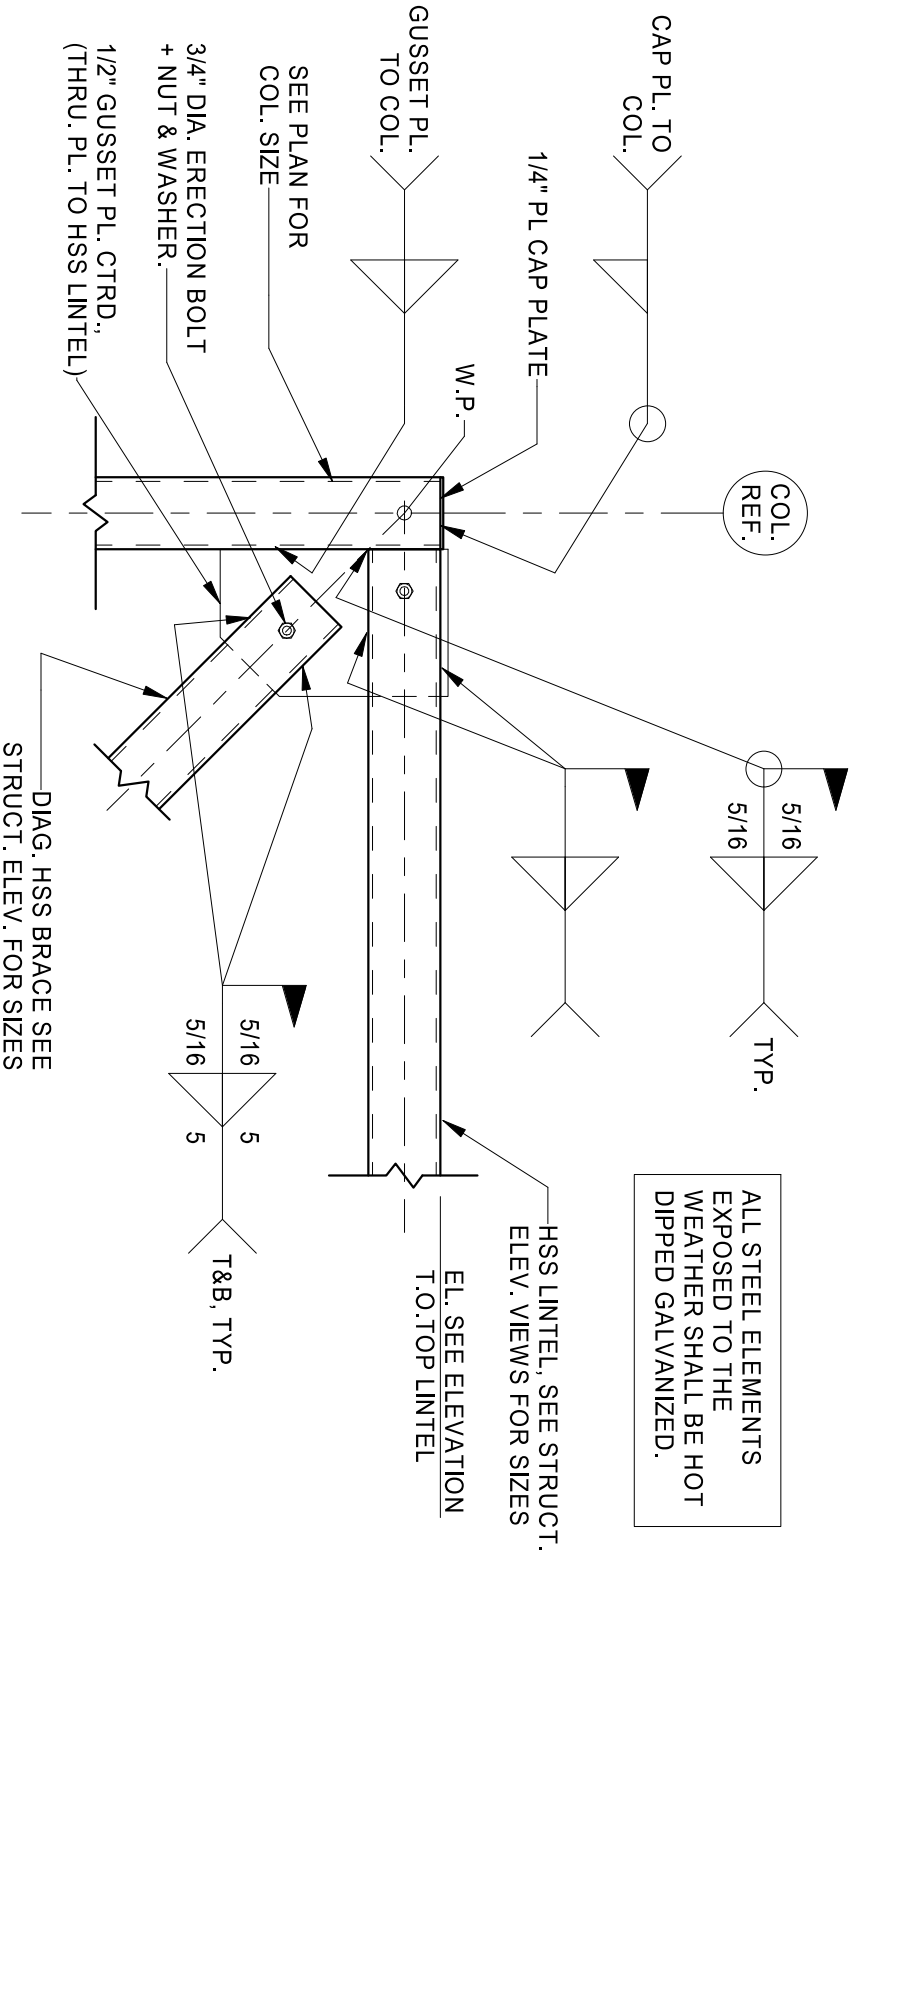 CAP PL. TO
COL.
GUSSET PL.
TO COL.
1/4" PL CAP PLATE
SEE PLAN FOR
COL. SIZE
3/4" DIA. ERECTION BOLT
+ NUT & WASHER.
1/2" GUSSET PL. CTRD.,
(THRU. PL. TO HSS LINTEL)
W.P.
COL.
REF.
5/16
5/16
TYP.
5/16 5
5/16 5
T&B, TYP.
DIAG. HSS BRACE SEE
STRUCT. ELEV. FOR SIZES
ALL STEEL ELEMENTS
EXPOSED TO THE
WEATHER SHALL BE HOT
DIPPED GALVANIZED.
HSS LINTEL, SEE STRUCT.
ELEV. VIEWS FOR SIZES
EL. SEE ELEVATION
T.O.TOP LINTEL